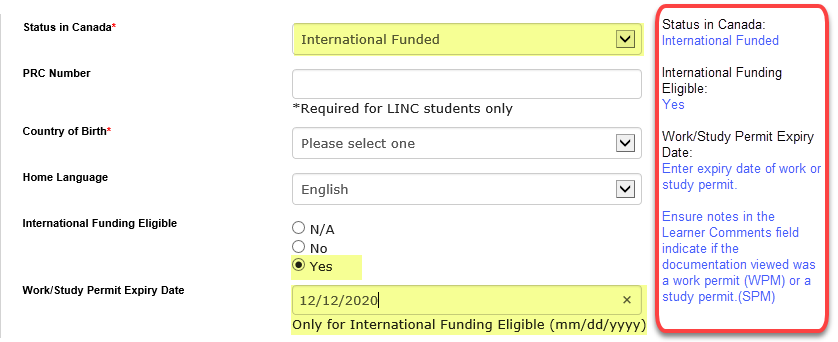 Status in Canada*
International Funded
PRC Number
*Required for LINC students only
Country of Birth*
Please select one
Home Language
English
International Funding Eligible
N/A
No
Yes
Work/Study Permit Expiry Date
12/12/2020
Only for International Funding Eligible (mm/dd/yyyy)
Status in Canada:
International Funded
International Funding
Eligible:
Yes
Work/Study Permit Expiry
Date:
Enter expiry date of work or
study permit.
Ensure notes in the
Learner Comments field
indicate if the
documentation viewed was
a work permit (WPM) or a
study permit.(SPM)